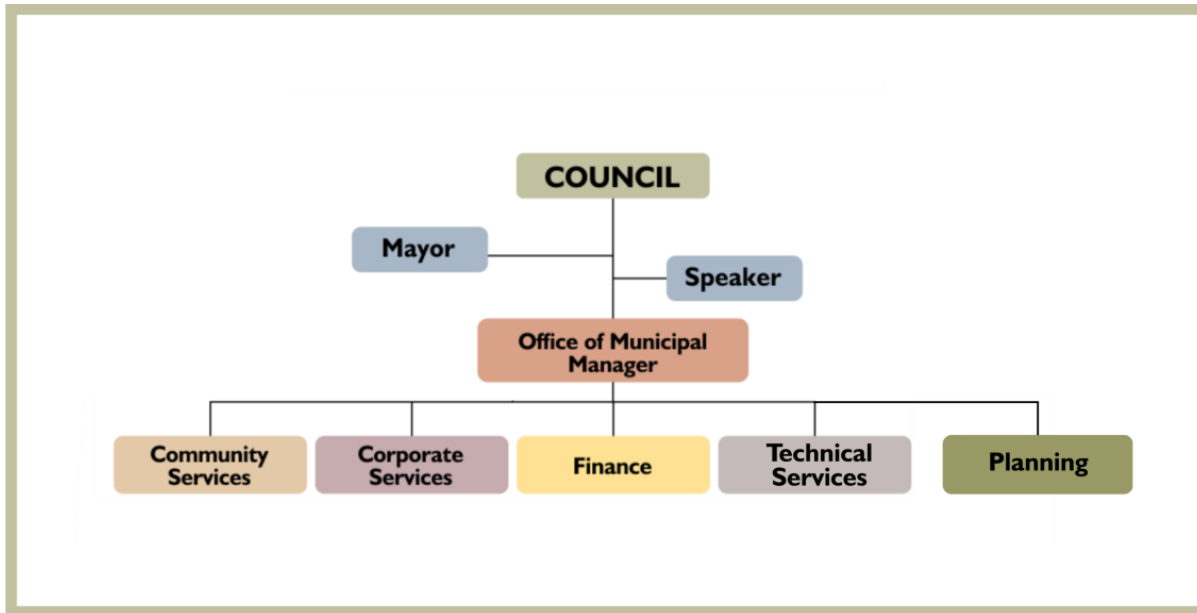 COUNCIL
Mayor
Speaker
Office of Municipal
Manager
Community
Services
Corporate
Services
Finance
Technical
Services
Planning